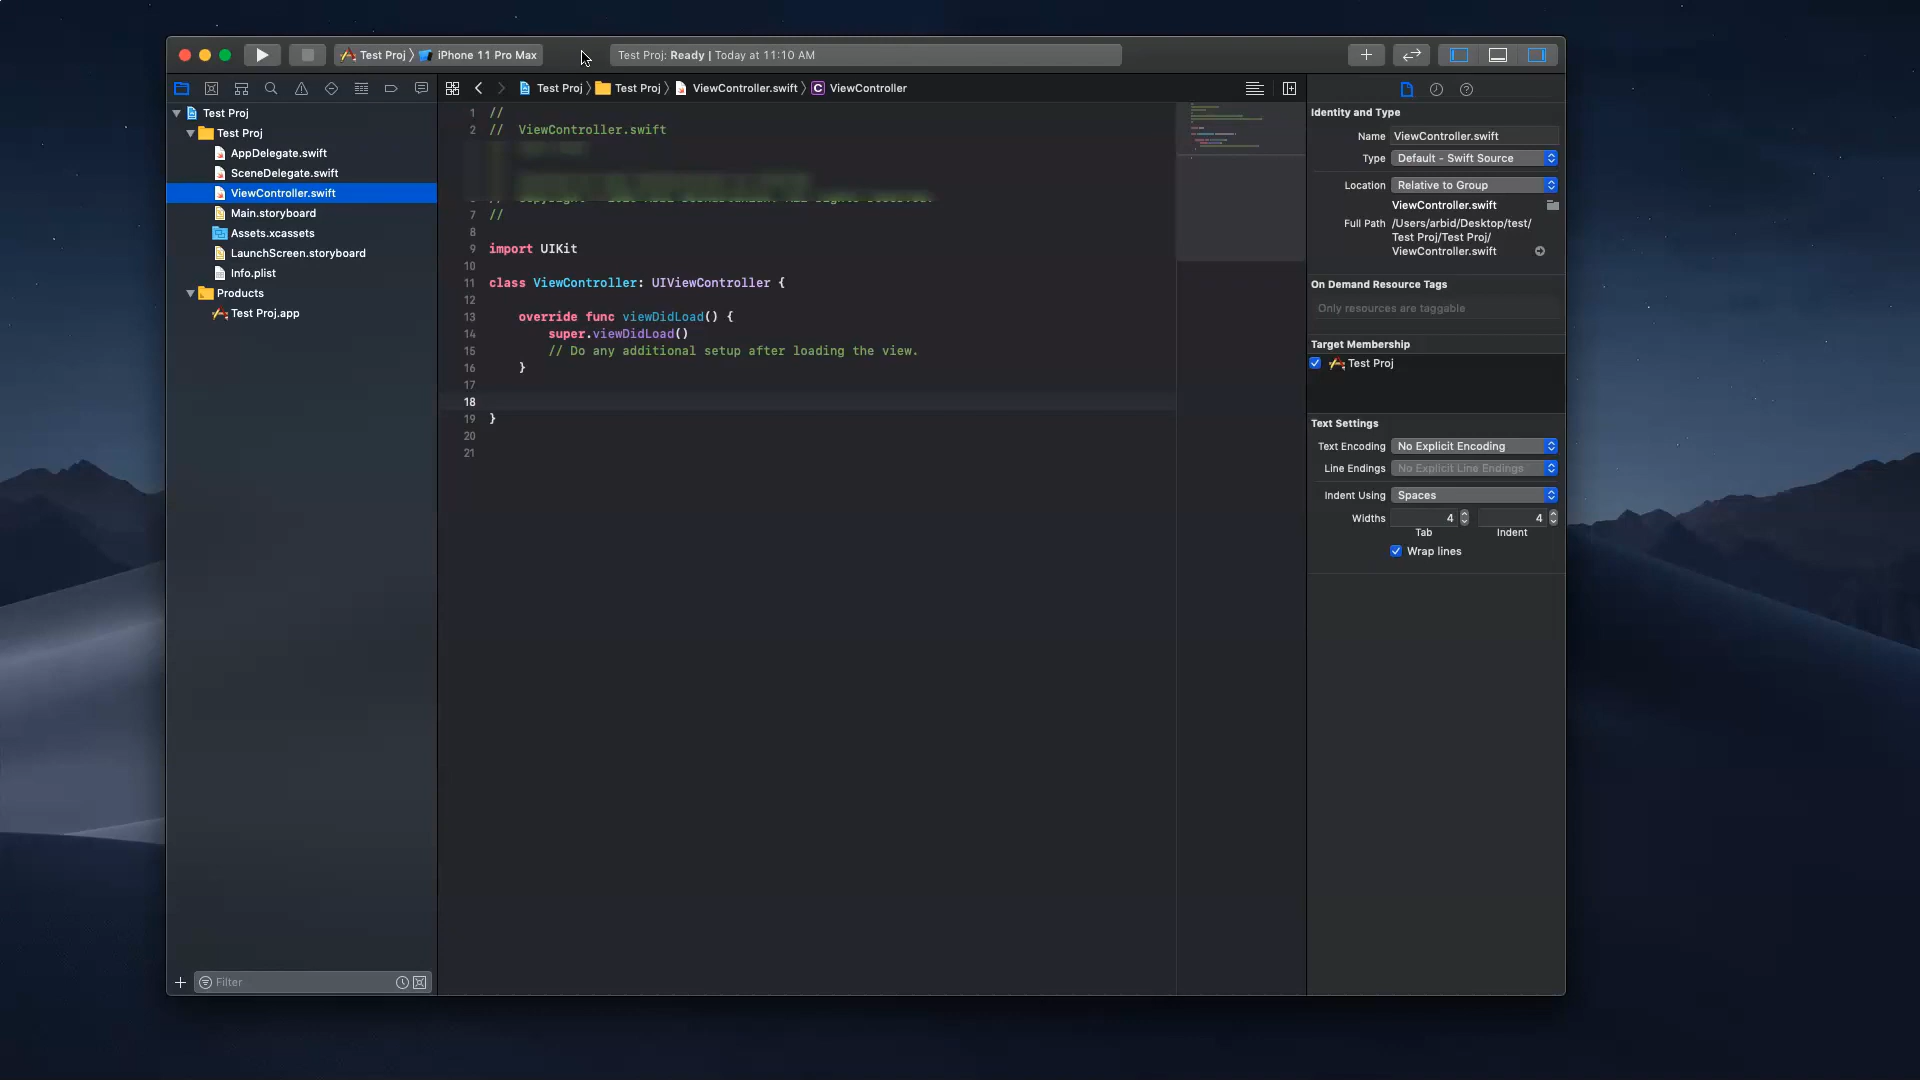 Test Proj iPhone 11 Pro Max
Test Proj: Ready | Today at 11:10 AM
Test Proj
Test Proj
AppDelegate.swift
SceneDelegate.swift
ViewController.swift
Main.storyboard
Assets.xcassets
LaunchScreen.storyboard
Info.plist
Products
Test Proj.app
Filter
Test Proj Test Proj ViewController.swift C ViewController
1 //
2 // ViewController.swift
7 //
8
9 import UIKit
10
11 class ViewController: UIViewController {
12
13 override func viewDidLoad() {
14 super.viewDidLoad()
15 // Do any additional setup after loading the view.
16 }
17
18
19 }
20
21
Identity and Type
Name ViewController.swift
Type Default - Swift Source
Location Relative to Group
ViewController.swift
Full Path /Users/arbid/Desktop/test/
Test Proj/Test Proj/
ViewController.swift
On Demand Resource Tags
Only resources are taggable
Target Membership
Test Proj
Text Settings
Text Encoding No Explicit Encoding
Line Endings No Explicit Line Endings
Indent Using Spaces
Widths 4 4
Tab Indent
Wrap lines